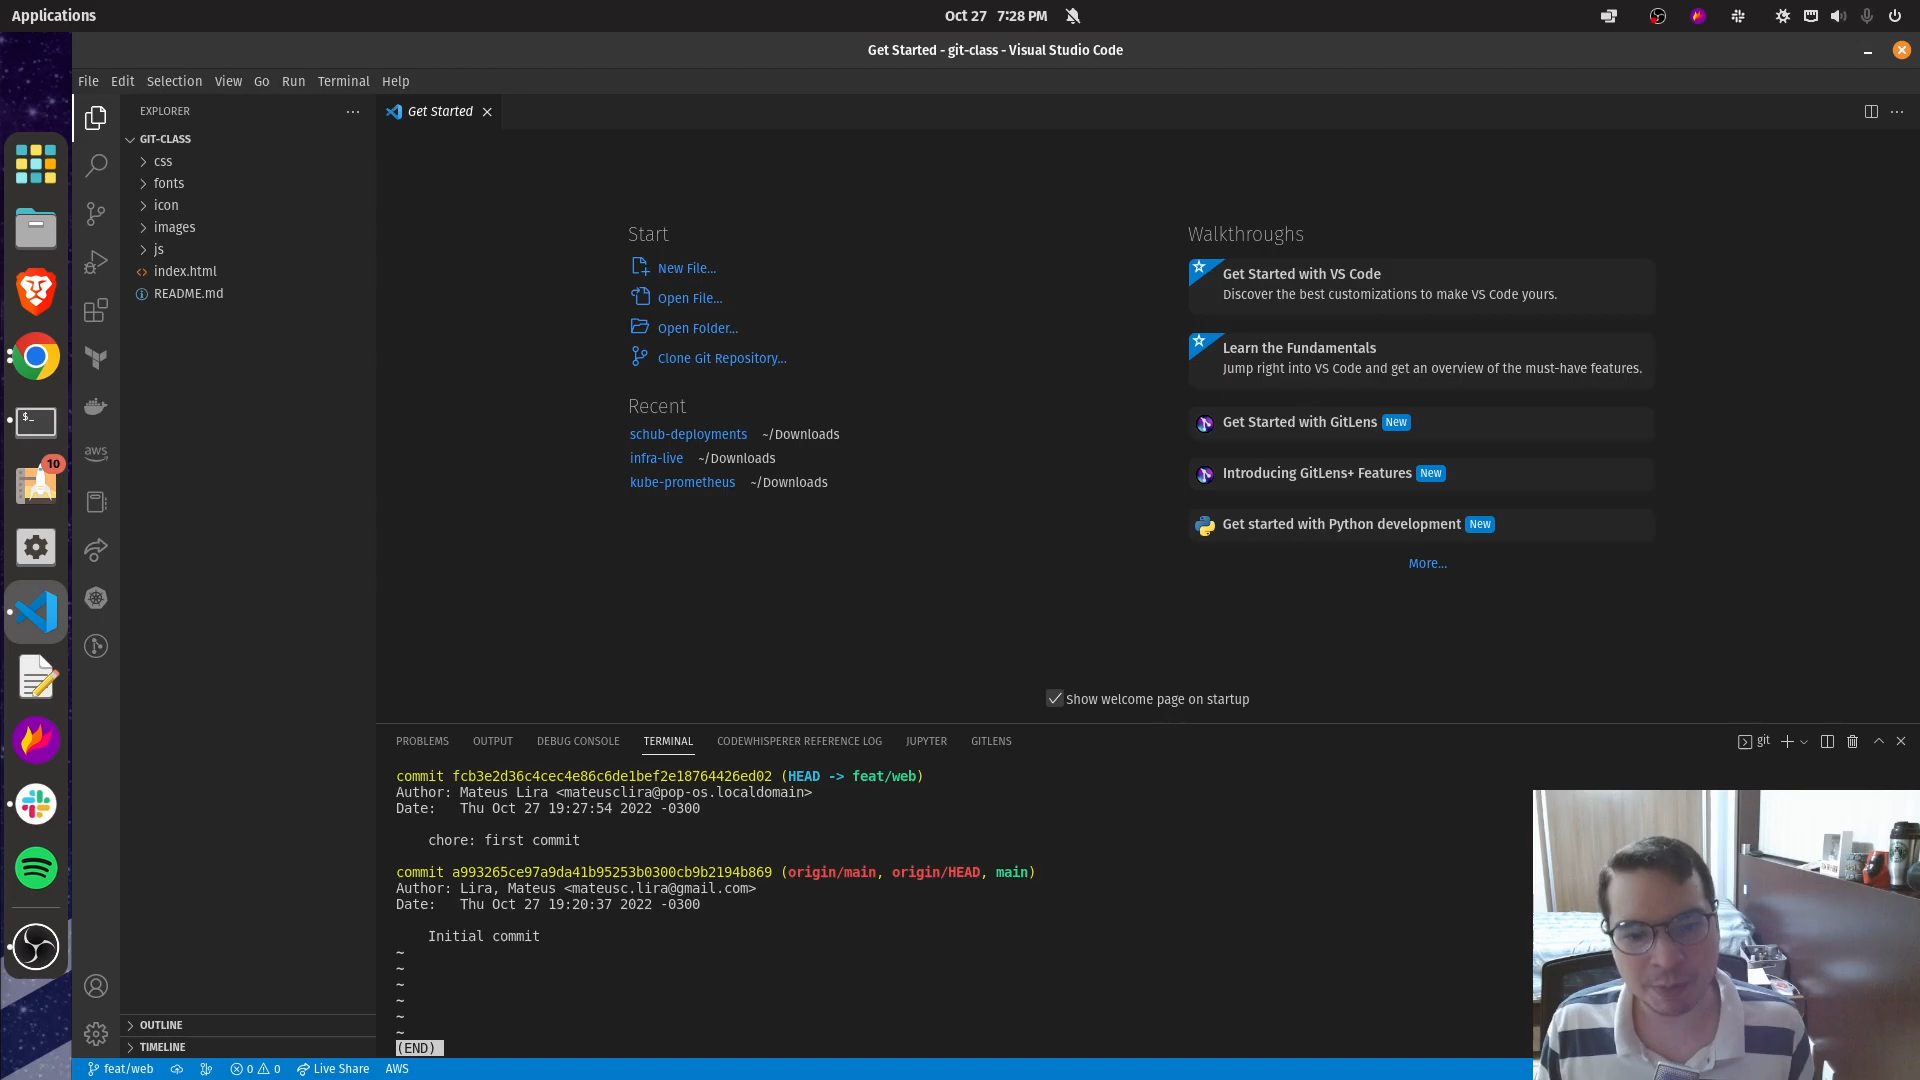 Applications
Oct 27 7:28 PM
Get Started - git-class - Visual Studio Code
File Edit Selection View Go Run Terminal Help
EXPLORER
Get Started
GIT-CLASS
css
fonts
icon
images
js
index.html
README.md
10
aws
Start
New File...
Open File...
Open Folder...
Clone Git Repository...
Recent
schub-deployments ~/Downloads
infra-live ~/Downloads
kube-prometheus ~/Downloads
Walkthroughs
Get Started with VS Code
Discover the best customizations to make VS Code yours.
Learn the Fundamentals
Jump right into VS Code and get an overview of the must-have features.
Get Started with GitLens New
Introducing GitLens+ Features New
Get started with Python development New
More...
Show welcome page on startup
PROBLEMS OUTPUT DEBUG CONSOLE TERMINAL CODEWHISPERER REFERENCE LOG JUPYTER GITLENS
git
commit fcb3e2d36c4cec4e86c6de1bef2e18764426ed02 (HEAD -> feat/web)
Author: Mateus Lira <mateusclira@pop-os.localdomain>
Date: Thu Oct 27 19:27:54 2022 -0300
chore: first commit
commit a993265ce97a9da41b95253b0300cb9b2194b869 (origin/main, origin/HEAD, main)
Author: Lira, Mateus <mateusc.lira@gmail.com>
Date: Thu Oct 27 19:20:37 2022 -0300
Initial commit
~
~
~
~
~
~
(END)
OUTLINE
TIMELINE
feat/web 0 0 Live Share AWS